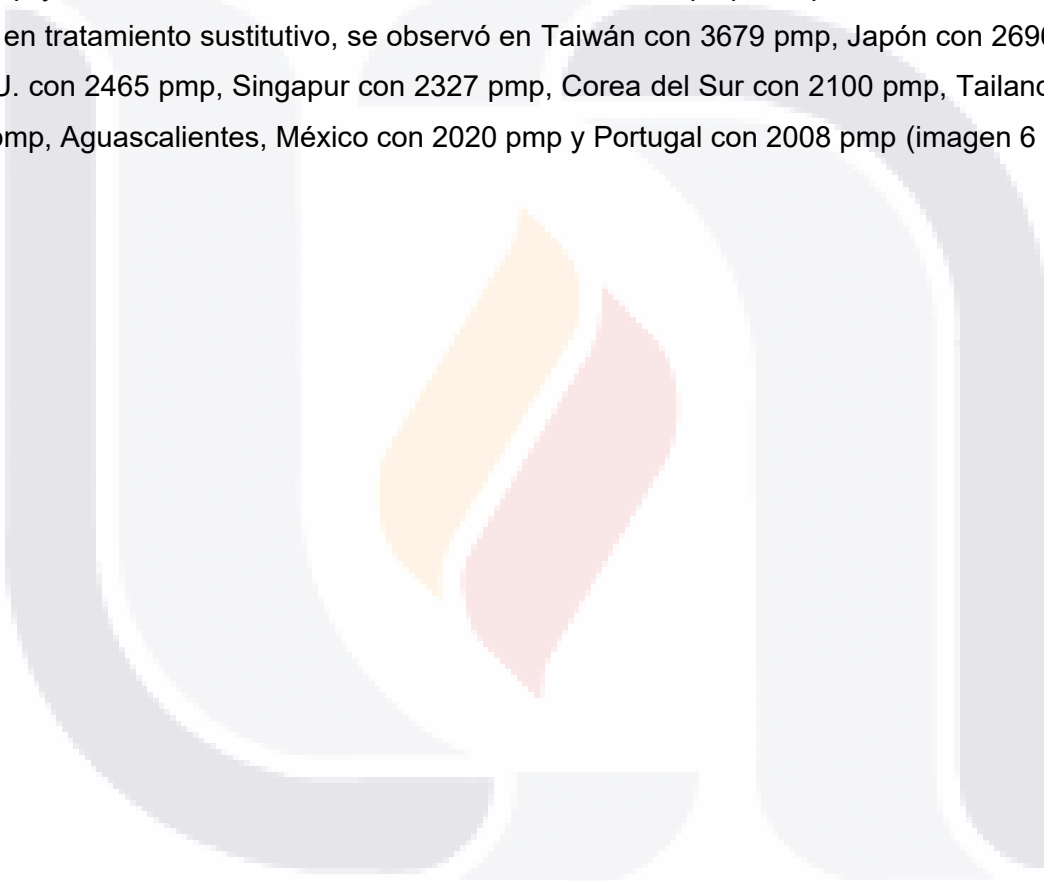 en tratamiento sustitutivo, se observó en Taiwán con 3679 pmp, Japón con 2690
U. con 2465 pmp, Singapur con 2327 pmp, Corea del Sur con 2100 pmp, Tailand
pmp, Aguascalientes, México con 2020 pmp y Portugal con 2008 pmp (imagen 6